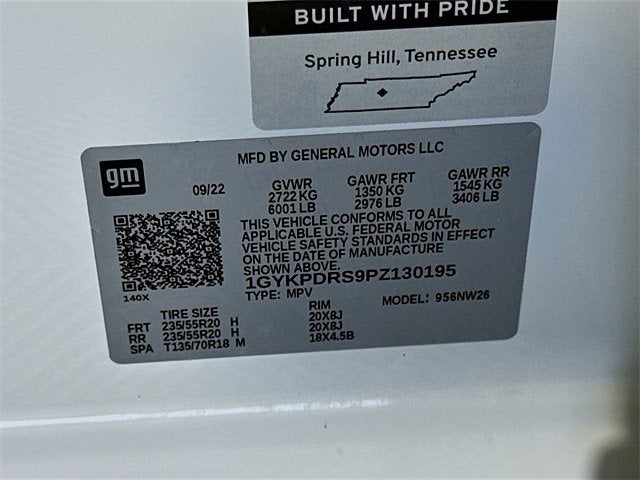 BUILT WITH PRIDE
Spring Hill, Tennessee
gm
MFD BY GENERAL MOTORS LLC
09/22 GVWR GAWR FRT GAWR RR
2722 KG 1350 KG 1545 KG
6001 LB 2976 LB 3406 LB
THIS VEHICLE CONFORMS TO ALL
APPLICABLE U.S. FEDERAL MOTOR
VEHICLE SAFETY STANDARDS IN EFFECT
ON THE DATE OF MANUFACTURE
SHOWN ABOVE.
140X
1GYKPDRS9PZ130195
TYPE: MPV MODEL: 956NW26
TIRE SIZE RIM
FRT 235/55R20 H 20X8J
RR 235/55R20 H 20X8J
SPA T135/70R18 M 18X4.5B